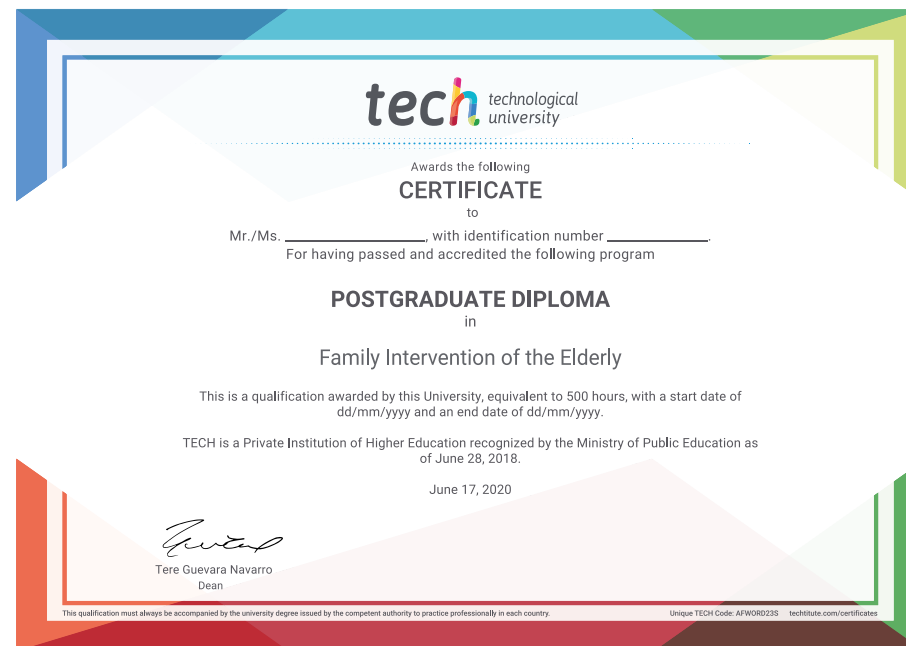 tech technological
university
Awards the following
CERTIFICATE
to
Mr./Ms. ____________________, with identification number ______________.
For having passed and accredited the following program
POSTGRADUATE DIPLOMA
in
Family Intervention of the Elderly
This is a qualification awarded by this University, equivalent to 500 hours, with a start date of
dd/mm/yyyy and an end date of dd/mm/yyyy.
TECH is a Private Institution of Higher Education recognized by the Ministry of Public Education as
of June 28, 2018.
June 17, 2020
Tere Guevara Navarro
Dean
This qualification must always be accompanied by the university degree issued by the competent authority to practice professionally in each country. Unique TECH Code: AFWORD23S techtitute.com/certificates